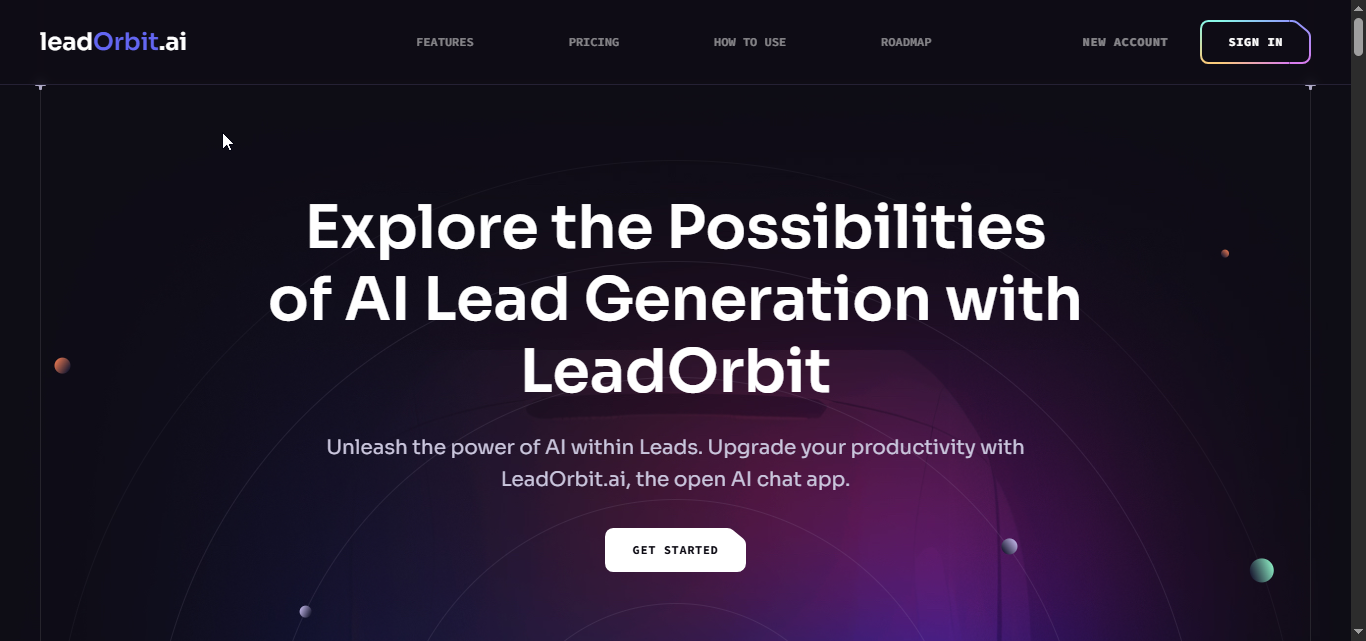 leadOrbit.ai
FEATURES
PRICING
HOW TO USE
ROADMAP
NEW ACCOUNT
SIGN IN
Explore the Possibilities
of AI Lead Generation with
LeadOrbit
Unleash the power of AI within Leads. Upgrade your productivity with
LeadOrbit.ai, the open AI chat app.
GET STARTED